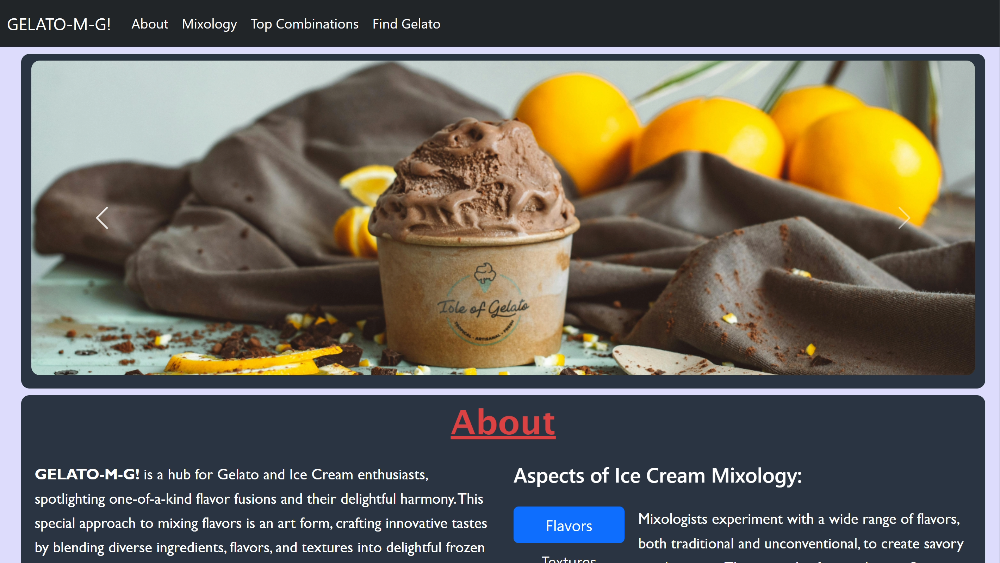 GELATO-M-G! About Mixology Top Combinations Find Gelato
Isle of Gelato
About
GELATO-M-G! is a hub for Gelato and Ice Cream enthusiasts,
spotlighting one-of-a-kind flavor fusions and their delightful harmony. This
special approach to mixing flavors is an art form, crafting innovative tastes
by blending diverse ingredients, flavors, and textures into delightful frozen
Aspects of Ice Cream Mixology:
Flavors
Textures
Mixologists experiment with a wide range of flavors,
both traditional and unconventional, to create savory